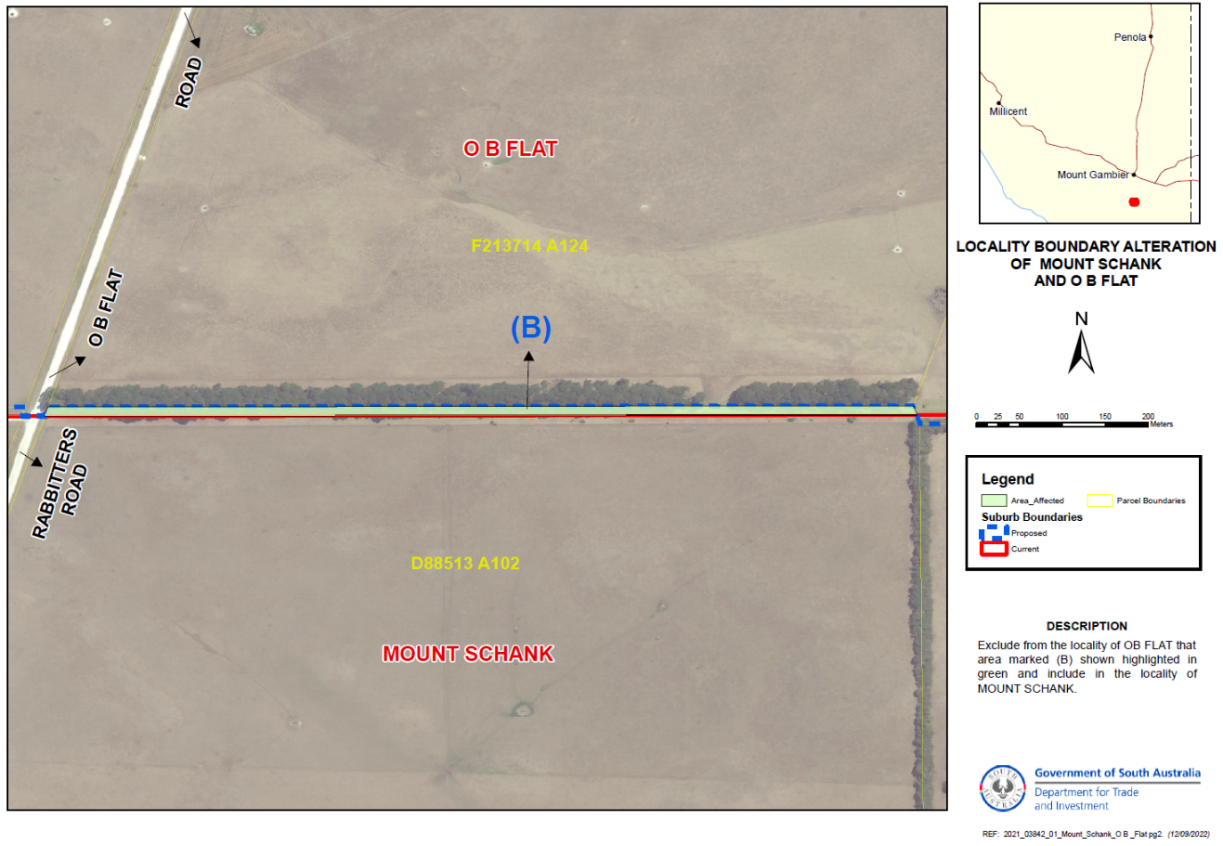 ROAD
O B FLAT
F213714 A124
O B FLAT
(B)
RABBITTERS
ROAD
D88513 A102
MOUNT SCHANK
Penola
Millicent
Mount Gambier
LOCALITY BOUNDARY ALTERATION
OF MOUNT SCHANK
AND O B FLAT
N
0 25 50 100 150 200
Meters
Legend
Area_Affected Parcel Boundaries
Suburb Boundaries
Proposed
Current
DESCRIPTION
Exclude from the locality of OB FLAT that
area marked (B) shown highlighted in
green and include in the locality of
MOUNT SCHANK.
SOUTH
AUSTRALIA
Government of South Australia
Department for Trade
and Investment
REF: 2021_03842_01_Mount_Schank_O B _Flat pg2. (12/09/2022)